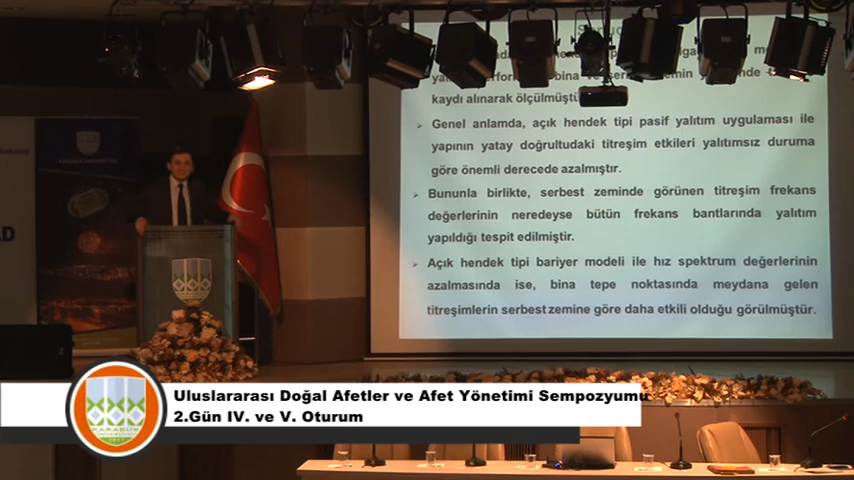 kaydı alınarak ölçülmüştür.
Genel anlamda, açık hendek tipi pasif yalıtım uygulaması ile
yapının yatay doğrultudaki titreşim etkileri yalıtımsız duruma
göre önemli derecede azalmıştır.
Bununla birlikte, serbest zeminde görünen titreşim frekans
değerlerinin neredeyse bütün frekans bantlarında yalıtım
yapıldığı tespit edilmiştir.
Açık hendek tipi bariyer modeli ile hız spektrum değerlerinin
azalmasında ise, bina tepe noktasında meydana gelen
titreşimlerin serbest zemine göre daha etkili olduğu görülmüştür.
Uluslararası Doğal Afetler ve Afet Yönetimi Sempozyumu
2.Gün IV. ve V. Oturum
KARABÜK